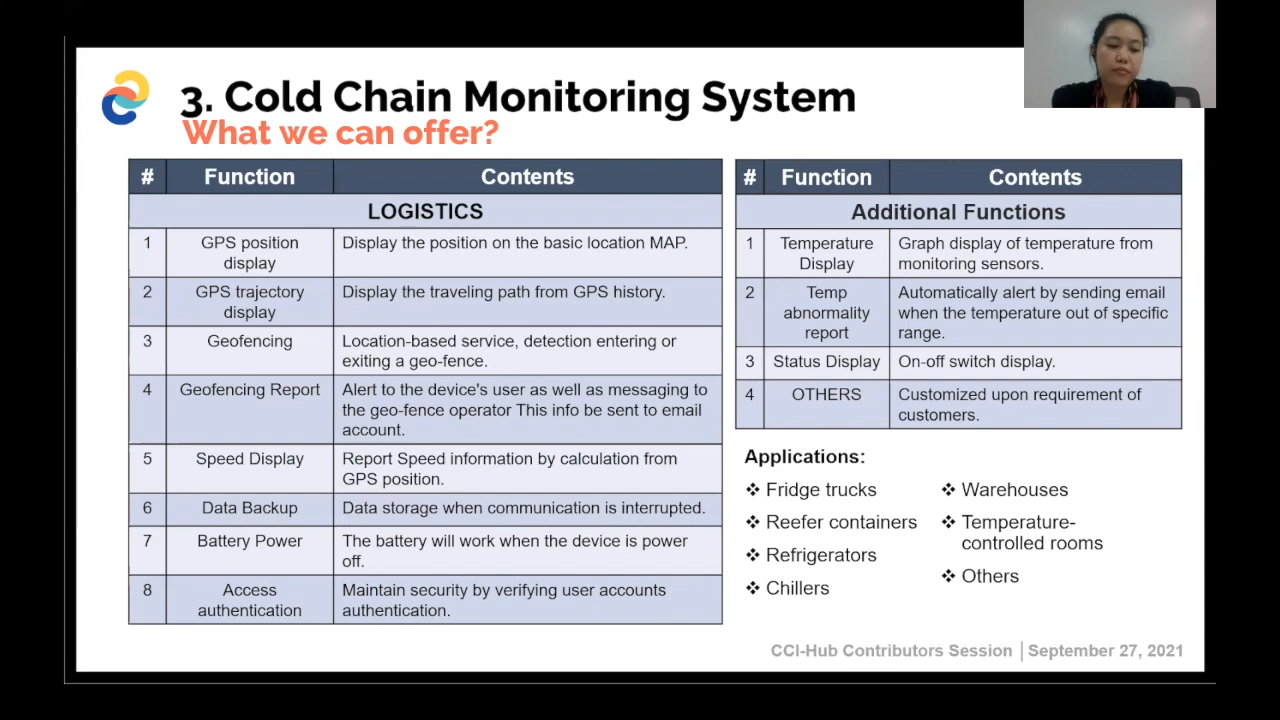 3. Cold Chain Monitoring System
What we can offer?
# Function Contents
LOGISTICS
1 GPS position Display the position on the basic location MAP.
display
2 GPS trajectory Display the traveling path from GPS history.
display
3 Geofencing Location-based service, detection entering or
exiting a geo-fence.
4 Geofencing Report Alert to the device's user as well as messaging to
the geo-fence operator This info be sent to email
account.
5 Speed Display Report Speed information by calculation from
GPS position.
6 Data Backup Data storage when communication is interrupted.
7 Battery Power The battery will work when the device is power
off.
8 Access Maintain security by verifying user accounts
authentication authentication.
# Function Contents
Additional Functions
1 Temperature Graph display of temperature from
Display monitoring sensors.
2 Temp Automatically alert by sending email
abnormality when the temperature out of specific
report range.
3 Status Display On-off switch display.
4 OTHERS Customized upon requirement of
customers.
Applications:
❖ Fridge trucks
❖ Reefer containers
❖ Refrigerators
❖ Chillers
❖ Warehouses
❖ Temperature-
controlled rooms
❖ Others
CCI-Hub Contributors Session | September 27, 2021